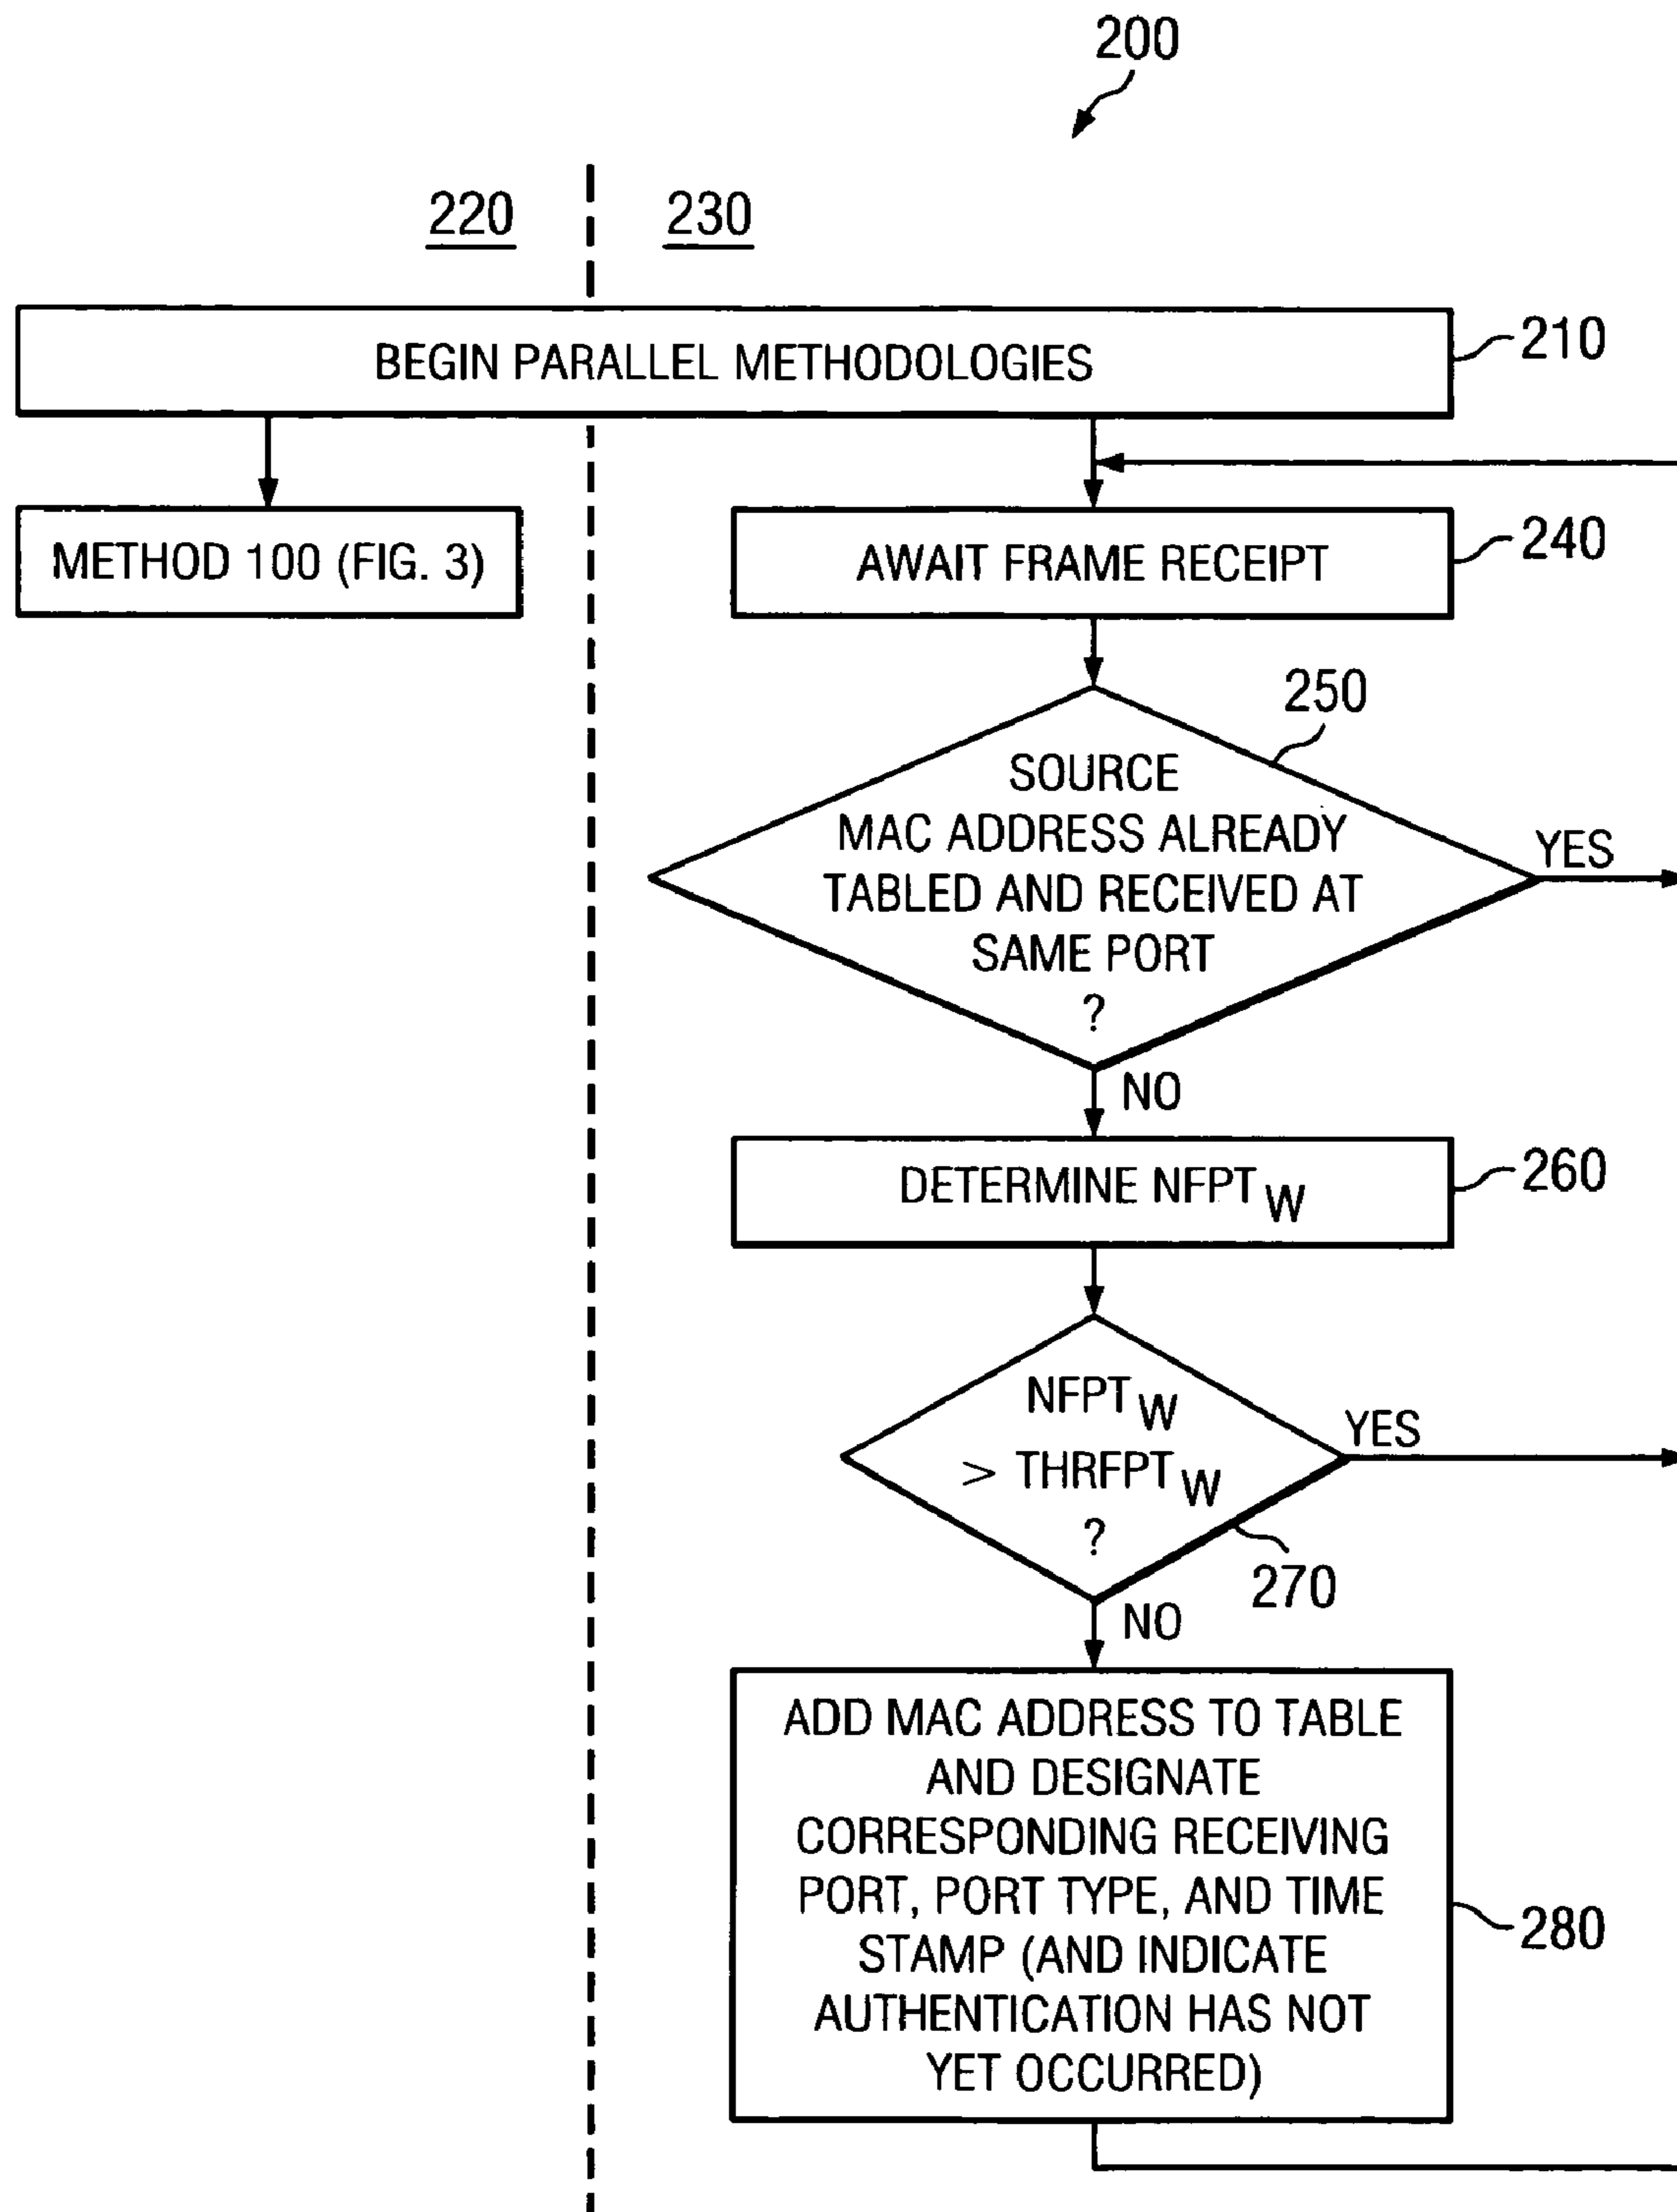 200
220
230
BEGIN PARALLEL METHODOLOGIES
210
METHOD 100 (FIG. 3)
AWAIT FRAME RECEIPT
240
250
SOURCE
MAC ADDRESS ALREADY
TABLED AND RECEIVED AT
SAME PORT
?
YES
NO
DETERMINE NFPT W
260
NFPT W
> THRFPT W
?
YES
270
NO
ADD MAC ADDRESS TO TABLE
AND DESIGNATE
CORRESPONDING RECEIVING
PORT, PORT TYPE, AND TIME
STAMP (AND INDICATE
AUTHENTICATION HAS NOT
YET OCCURRED)
280